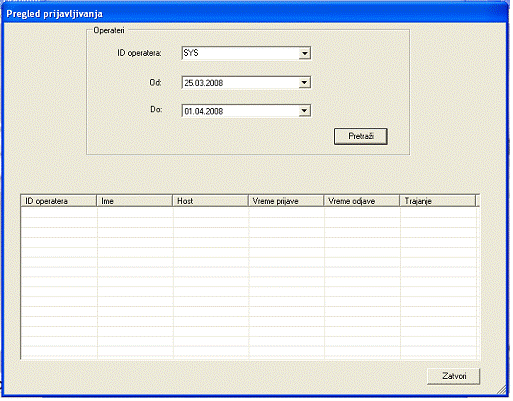 Pregled prijavljivanja
Operateri
ID operatera: SYS
Od: 25.03.2008
Do: 01.04.2008
Pretraži
ID operatera Ime Host Vreme prijave Vreme odjave Trajanje
Zatvori